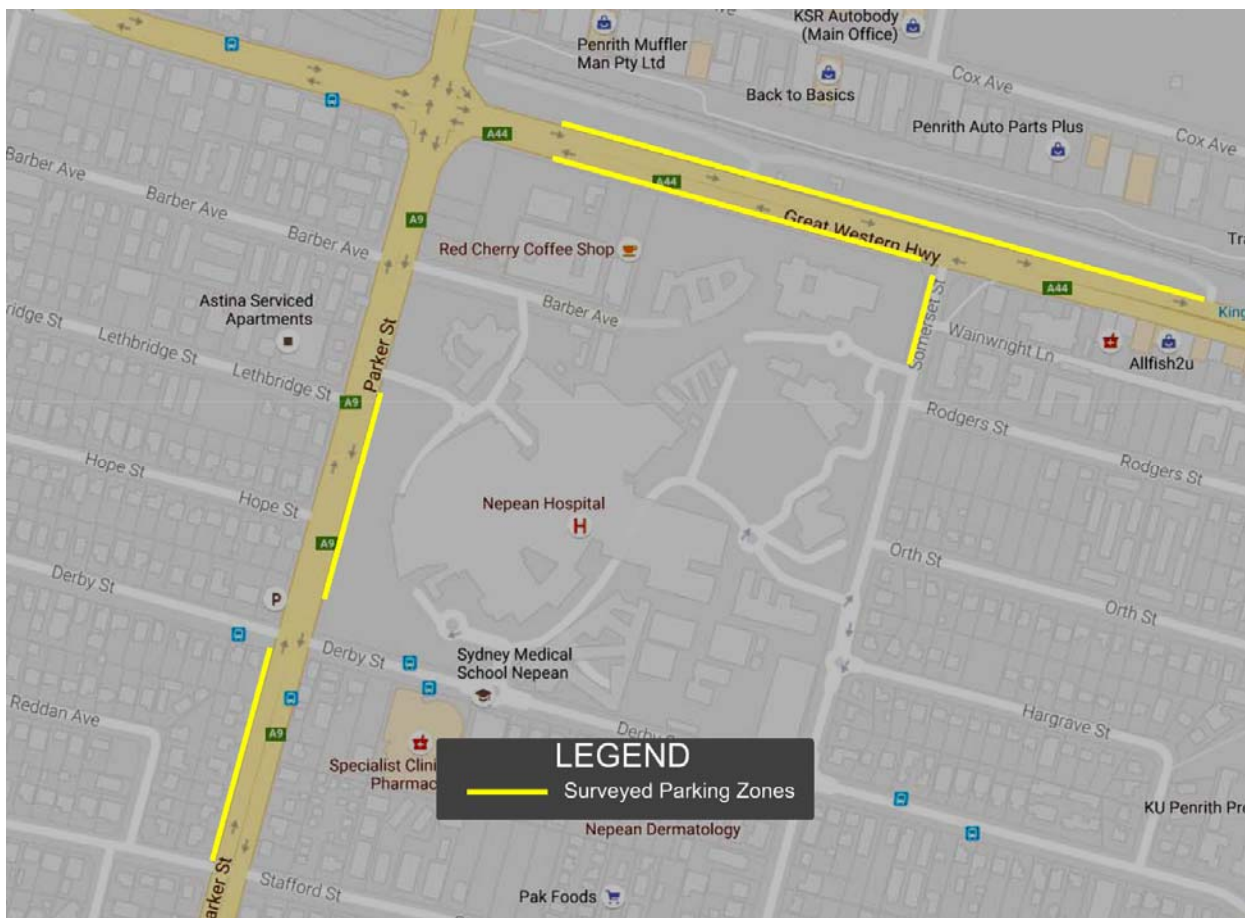 KSR Autobody
(Main Office)
Penrith Muffler
Man Pty Ltd
Cox Ave
Back to Basics
Penrith Auto Parts Plus
Cox Ave
A44
Barber Ave
Barber Ave
Barber Ave
A44
A9
Great Western Hwy
Red Cherry Coffee Shop
A44
Astina Serviced
Apartments
Barber Ave
Somerset St
Wainwright Ln
Allfish2u
Lethbridge St
Lethbridge St
Parker St
A9
Rodgers St
Rodgers St
Hope St
Hope St
Nepean Hospital
H
A9
Orth St
Orth St
Derby St
P
Derby St
Sydney Medical
School Nepean
Reddan Ave
A9
Hargrave St
LEGEND
Surveyed Parking Zones
Nepean Dermatology
Stafford St
Pak Foods